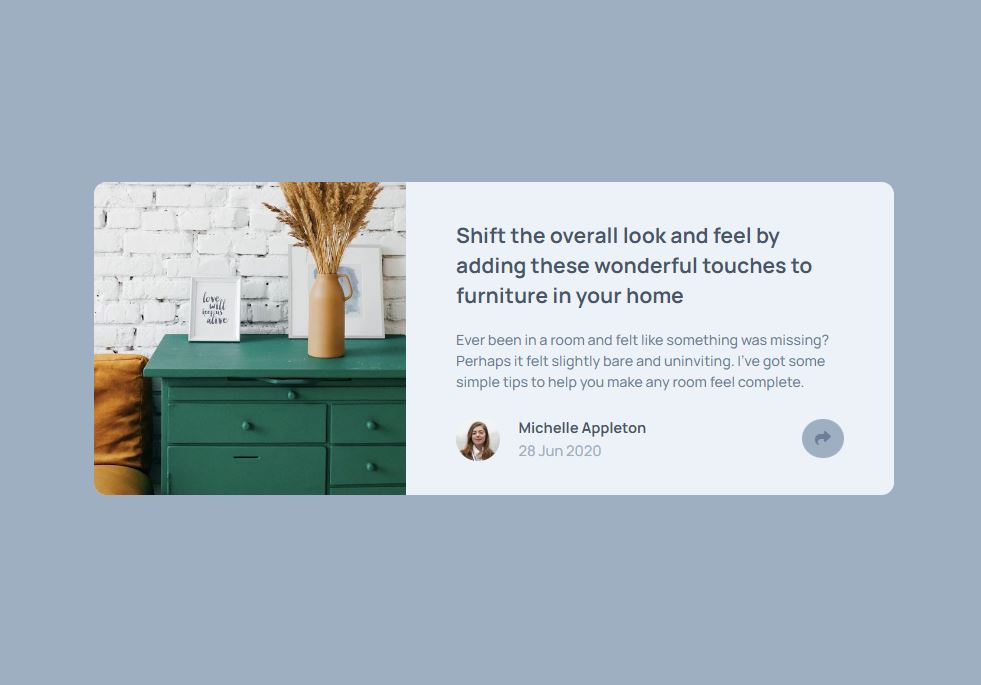 love
will
keep us
alive
Shift the overall look and feel by
adding these wonderful touches to
furniture in your home
Ever been in a room and felt like something was missing?
Perhaps it felt slightly bare and uninviting. I've got some
simple tips to help you make any room feel complete.
Michelle Appleton
28 Jun 2020